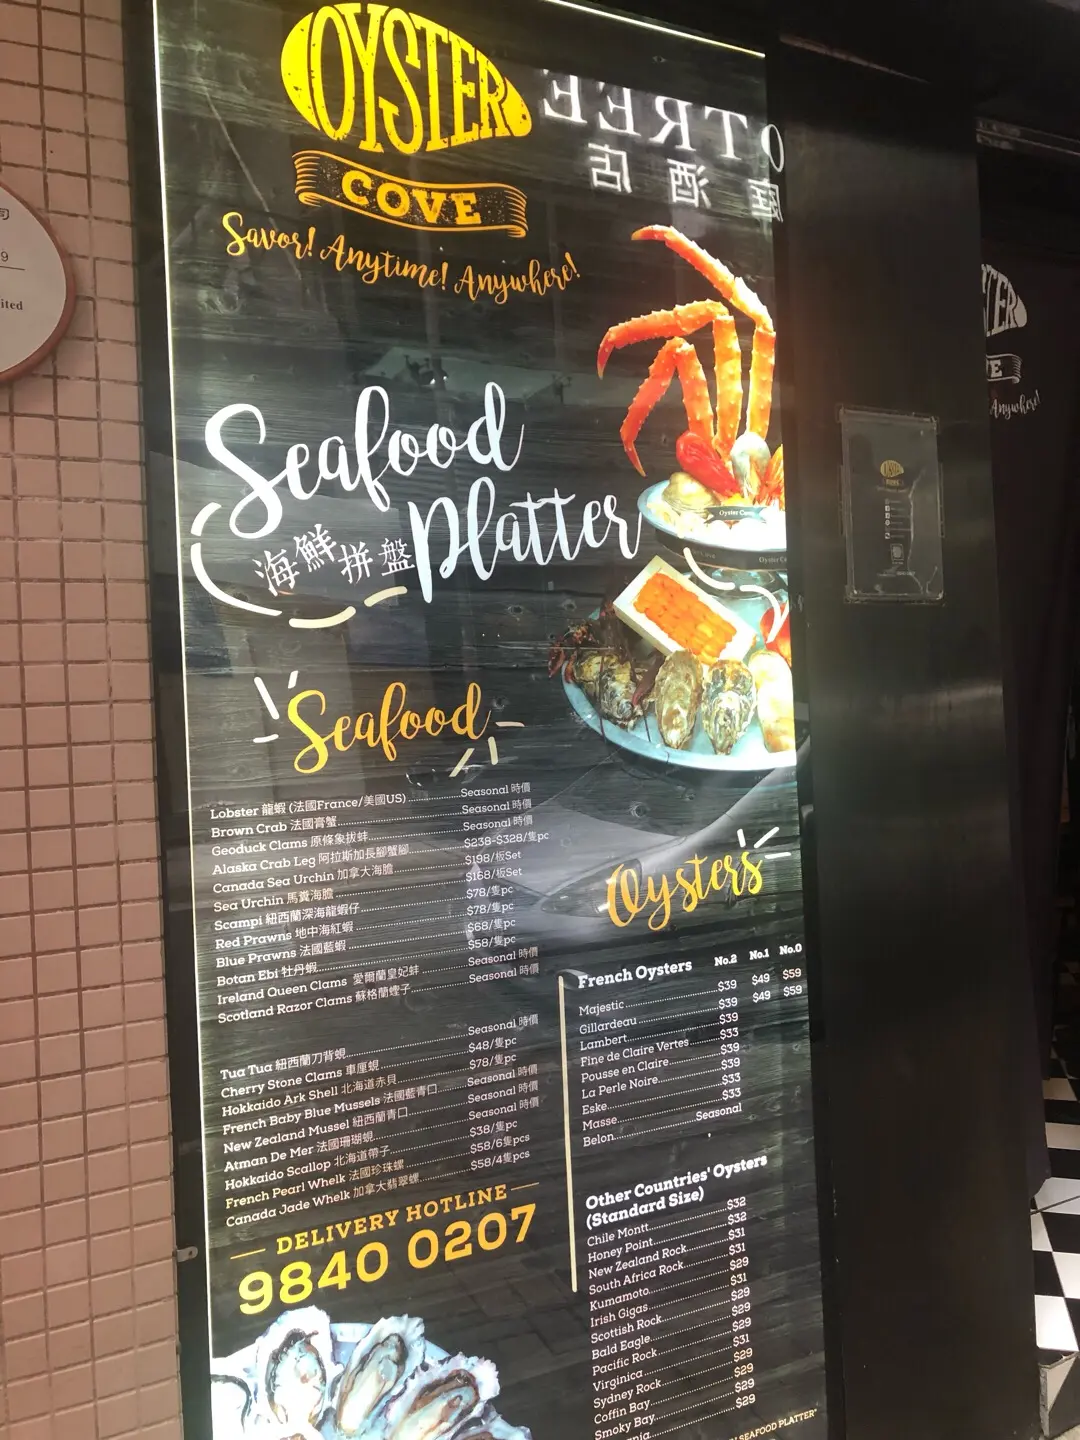 OYSTER
COVE
Savor! Anytime! Anywhere!
OTREE
庭酒店
Seafood
Platter
海鮮拼盤
Oyster Cove
Seafood
Lobster 龍蝦 (法國France/美國US) Seasonal 時價
Brown Crab 法國膏蟹 Seasonal 時價
Geoduck Clams 原條象拔蚌 Seasonal 時價
Alaska Crab Leg 阿拉斯加長腳蟹腳 $238-$328/隻pc
Canada Sea Urchin 加拿大海膽 $198/板Set
Sea Urchin 馬糞海膽 $168/板Set
Scampi 紐西蘭深海龍蝦仔 $78/隻pc
Red Prawns 地中海紅蝦 $78/隻pc
Blue Prawns 法國藍蝦 $68/隻pc
Botan Ebi 牡丹蝦 $58/隻pc
Ireland Queen Clams 愛爾蘭皇妃蚌 Seasonal 時價
Scotland Razor Clams 蘇格蘭蟶子 Seasonal 時價
Tua Tua 紐西蘭刀背蜆 Seasonal 時價
Cherry Stone Clams 車厘蜆 $48/隻pc
Hokkaido Ark Shell 北海道赤貝 $78/隻pc
French Baby Blue Mussels 法國藍青口 Seasonal 時價
New Zealand Mussel 紐西蘭青口 Seasonal 時價
Atman De Mer 法國珊瑚蜆 Seasonal 時價
Hokkaido Scallop 北海道帶子 $38/隻pc
French Pearl Whelk 法國珍珠螺 $58/6隻pcs
Canada Jade Whelk 加拿大翡翠螺 $58/4隻pcs
DELIVERY HOTLINE
9840 0207
Oysters
French Oysters No.2 No.1 No.0
Majestic $39 $49 $59
Gillardeau $39 $49 $59
Lambert $39
Fine de Claire Vertes $33
Pousse en Claire $39
La Perle Noire $39
Eske $33
Masse $33
Belon Seasonal
Other Countries' Oysters
(Standard Size)
Chile Montt $32
Honey Point $32
New Zealand Rock $31
South Africa Rock $31
Kumamoto $29
Irish Gigas $31
Scottish Rock $29
Bald Eagle $29
Pacific Rock $29
Virginica $31
Sydney Rock $29
Coffin Bay $29
Smoky Bay $29
$29
SEAFOOD PLATTER"
9
ited
Anywhere!